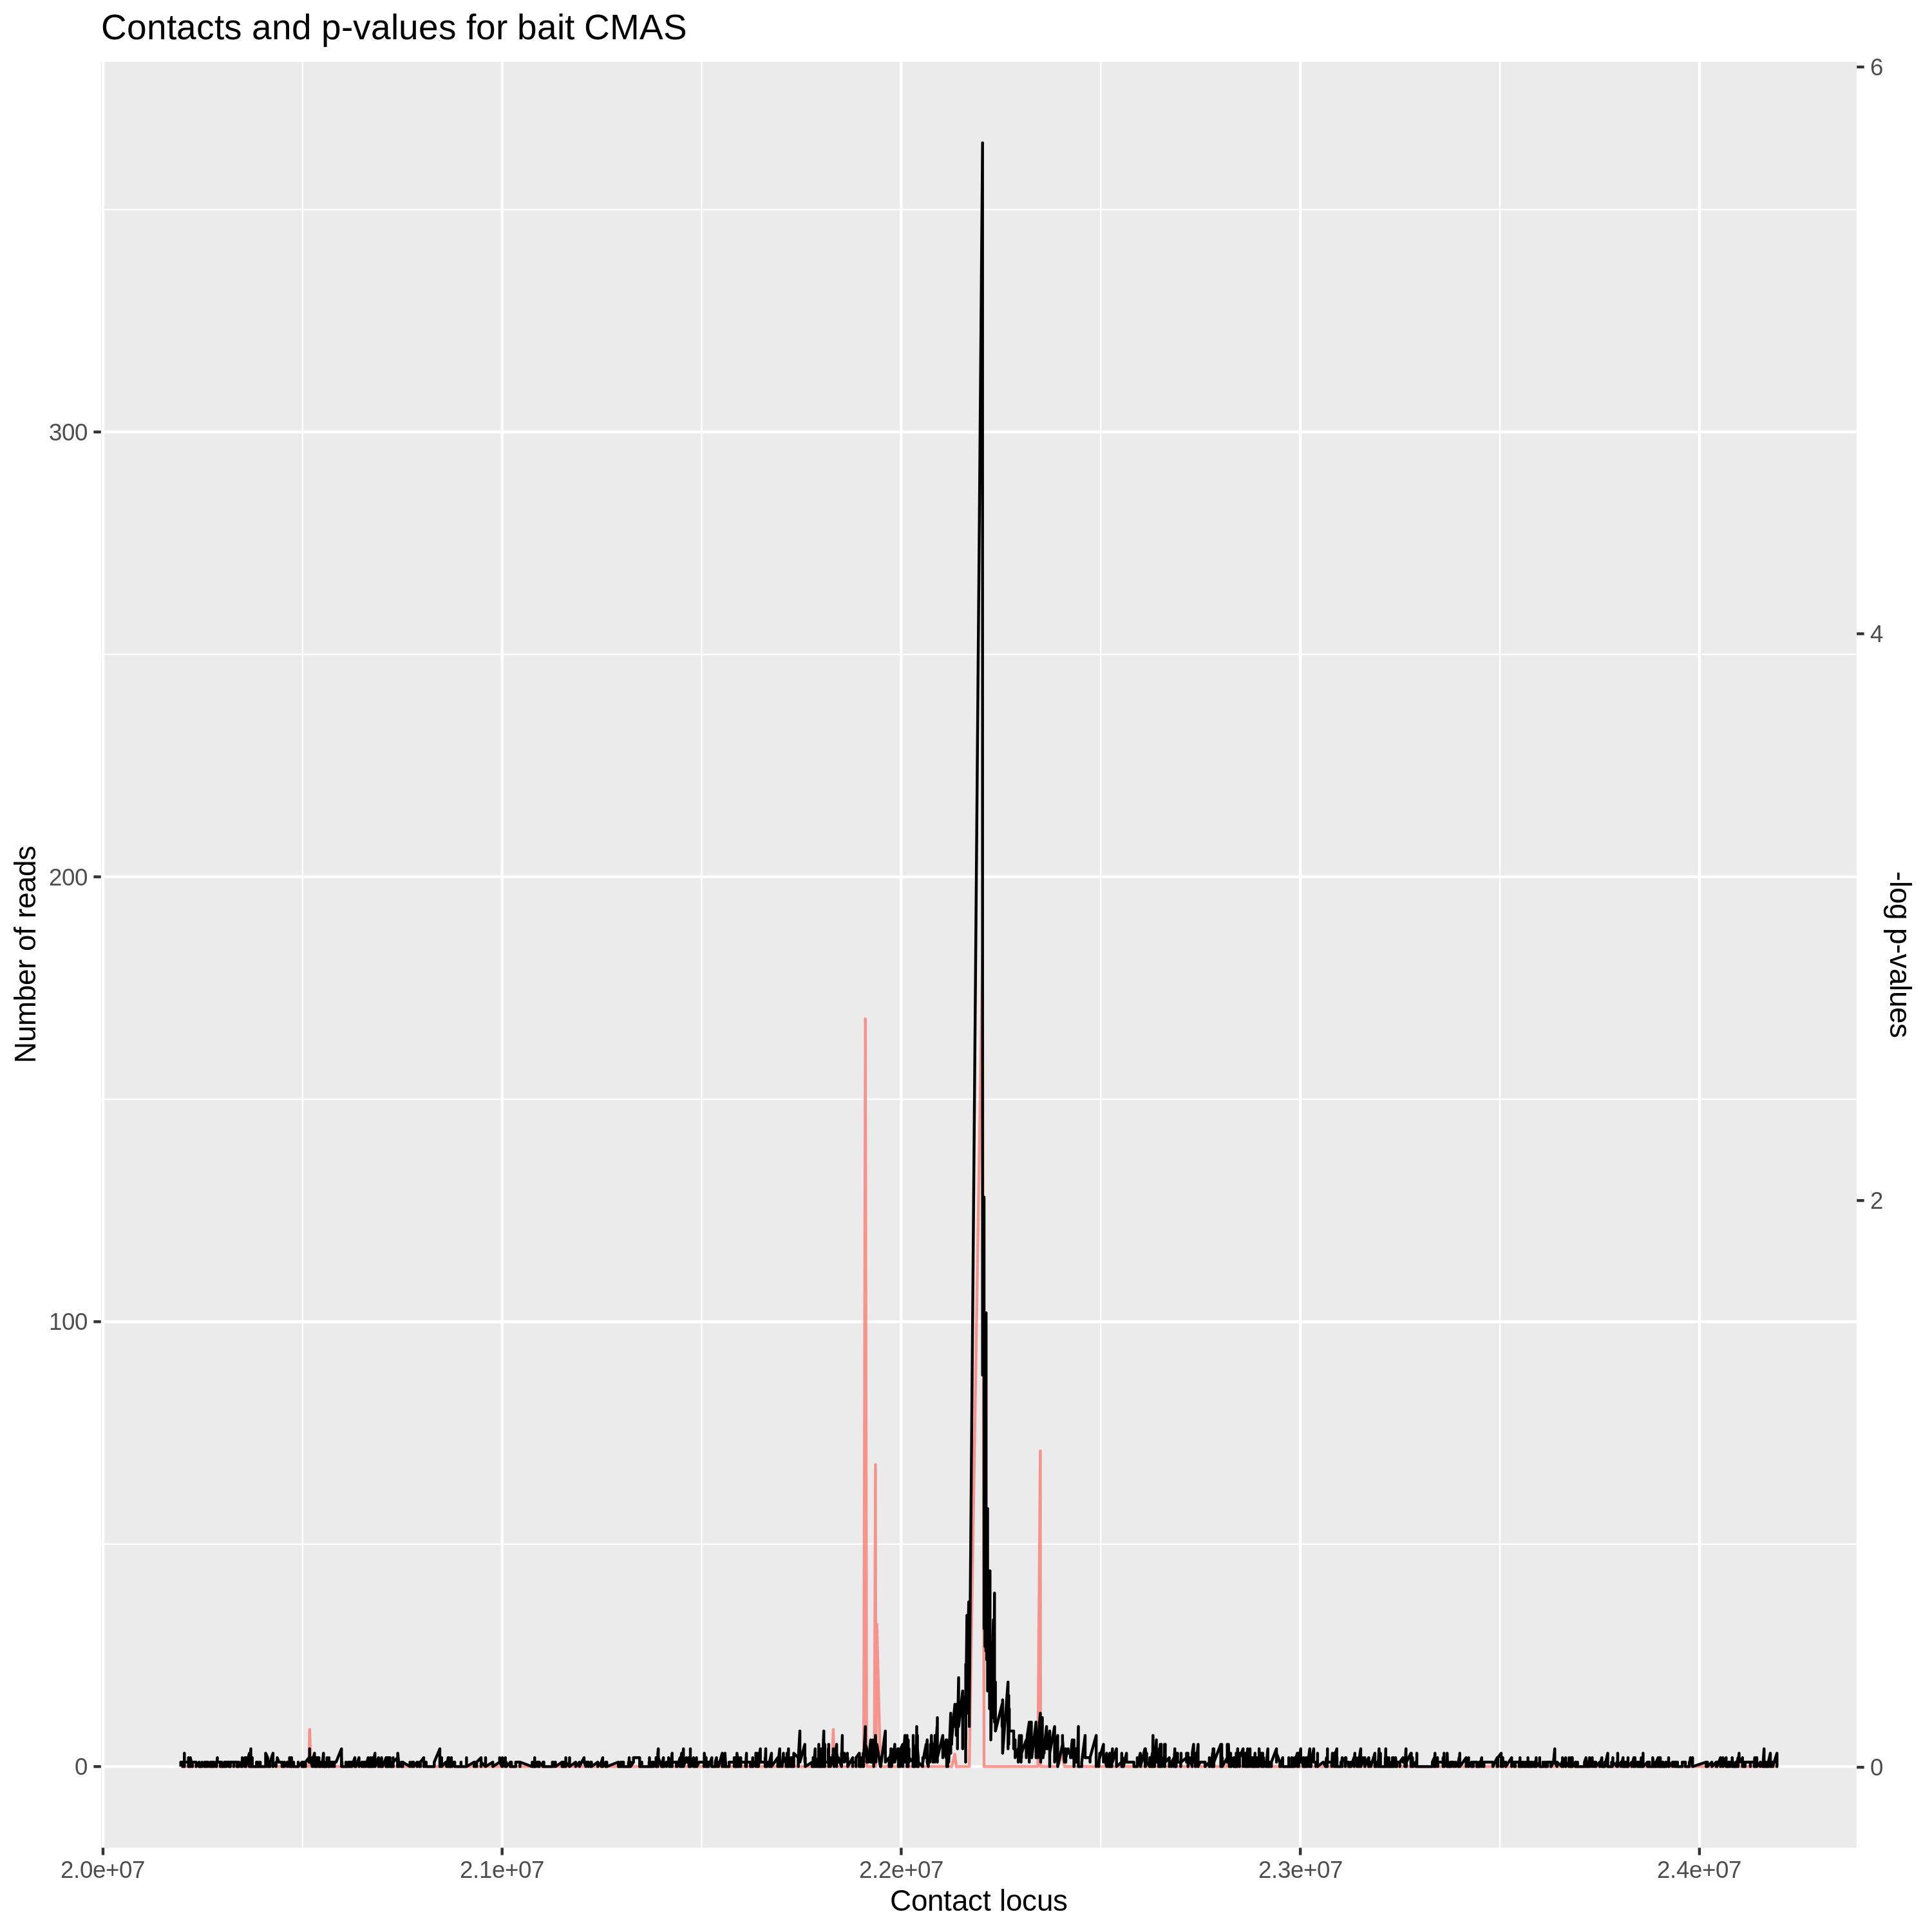 Contacts and p-values for bait CMAS
6
300
4
200
Number of reads
-log p-values
2
100
0
0
2.0e+07
2.1e+07
2.2e+07
2.3e+07
2.4e+07
Contact locus